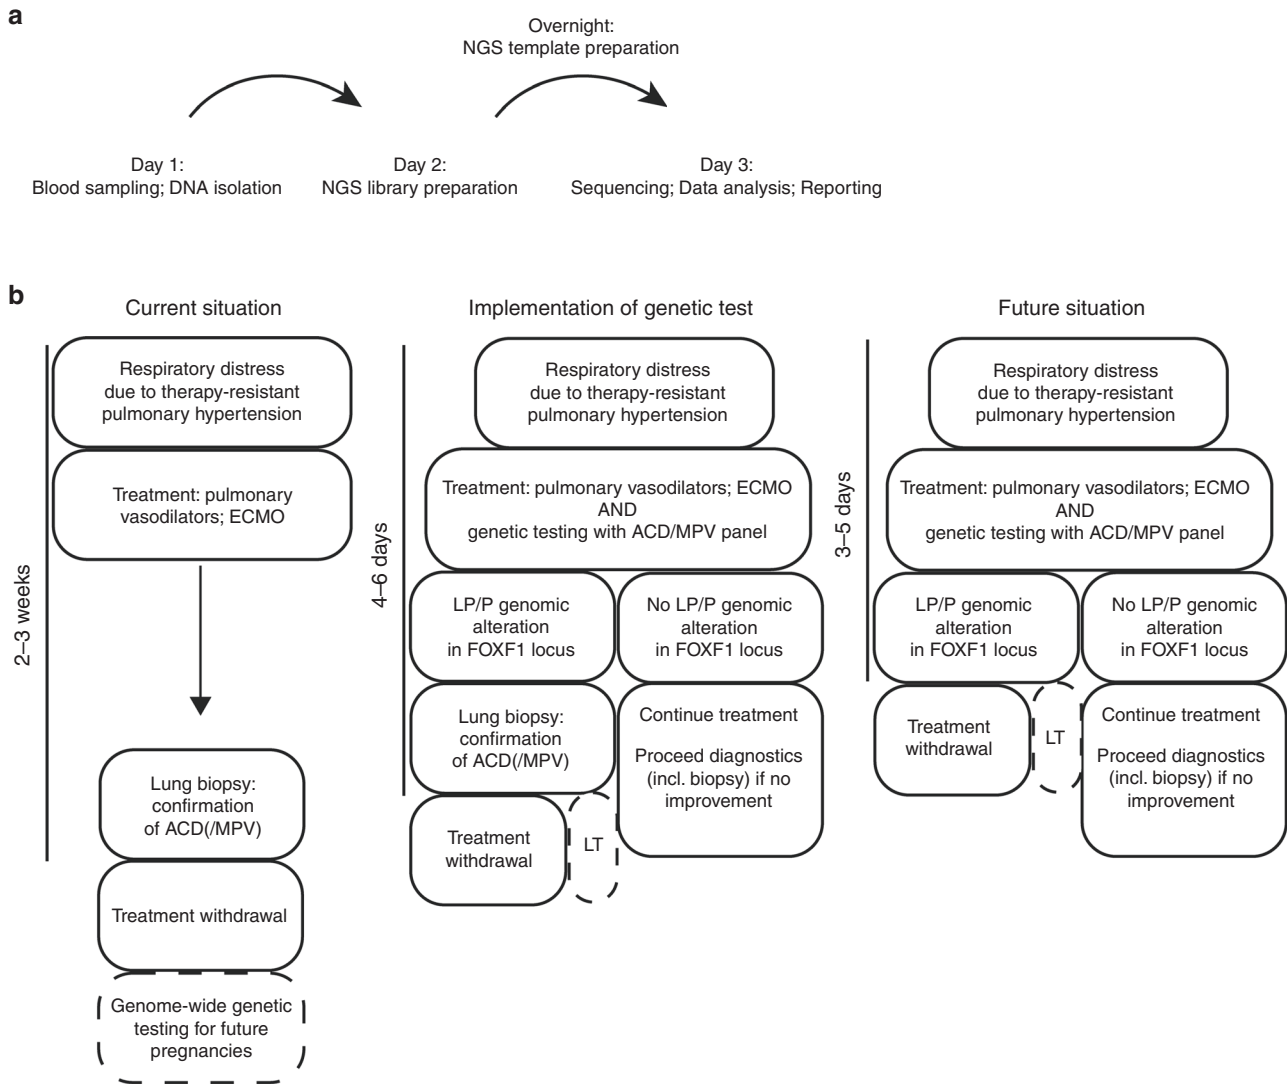 a
Overnight:
NGS template preparation
Day 1:
Blood sampling; DNA isolation
Day 2:
NGS library preparation
Day 3:
Sequencing; Data analysis; Reporting
b
Current situation
2–3 weeks
Respiratory distress
due to therapy-resistant
pulmonary hypertension
Treatment: pulmonary
vasodilators; ECMO
Lung biopsy:
confirmation
of ACD(/MPV)
Treatment withdrawal
Genome-wide genetic
testing for future
pregnancies
Implementation of genetic test
4–6 days
Respiratory distress
due to therapy-resistant
pulmonary hypertension
Treatment: pulmonary vasodilators; ECMO
AND
genetic testing with ACD/MPV panel
LP/P genomic
alteration
in FOXF1 locus
No LP/P genomic
alteration
in FOXF1 locus
Lung biopsy:
confirmation
of ACD(/MPV)
Continue treatment
Proceed diagnostics
(incl. biopsy) if no
improvement
Treatment
withdrawal
LT
Future situation
3–5 days
Respiratory distress
due to therapy-resistant
pulmonary hypertension
Treatment: pulmonary vasodilators; ECMO
AND
genetic testing with ACD/MPV panel
LP/P genomic
alteration
in FOXF1 locus
No LP/P genomic
alteration
in FOXF1 locus
Treatment
withdrawal
LT
Continue treatment
Proceed diagnostics
(incl. biopsy) if no
improvement